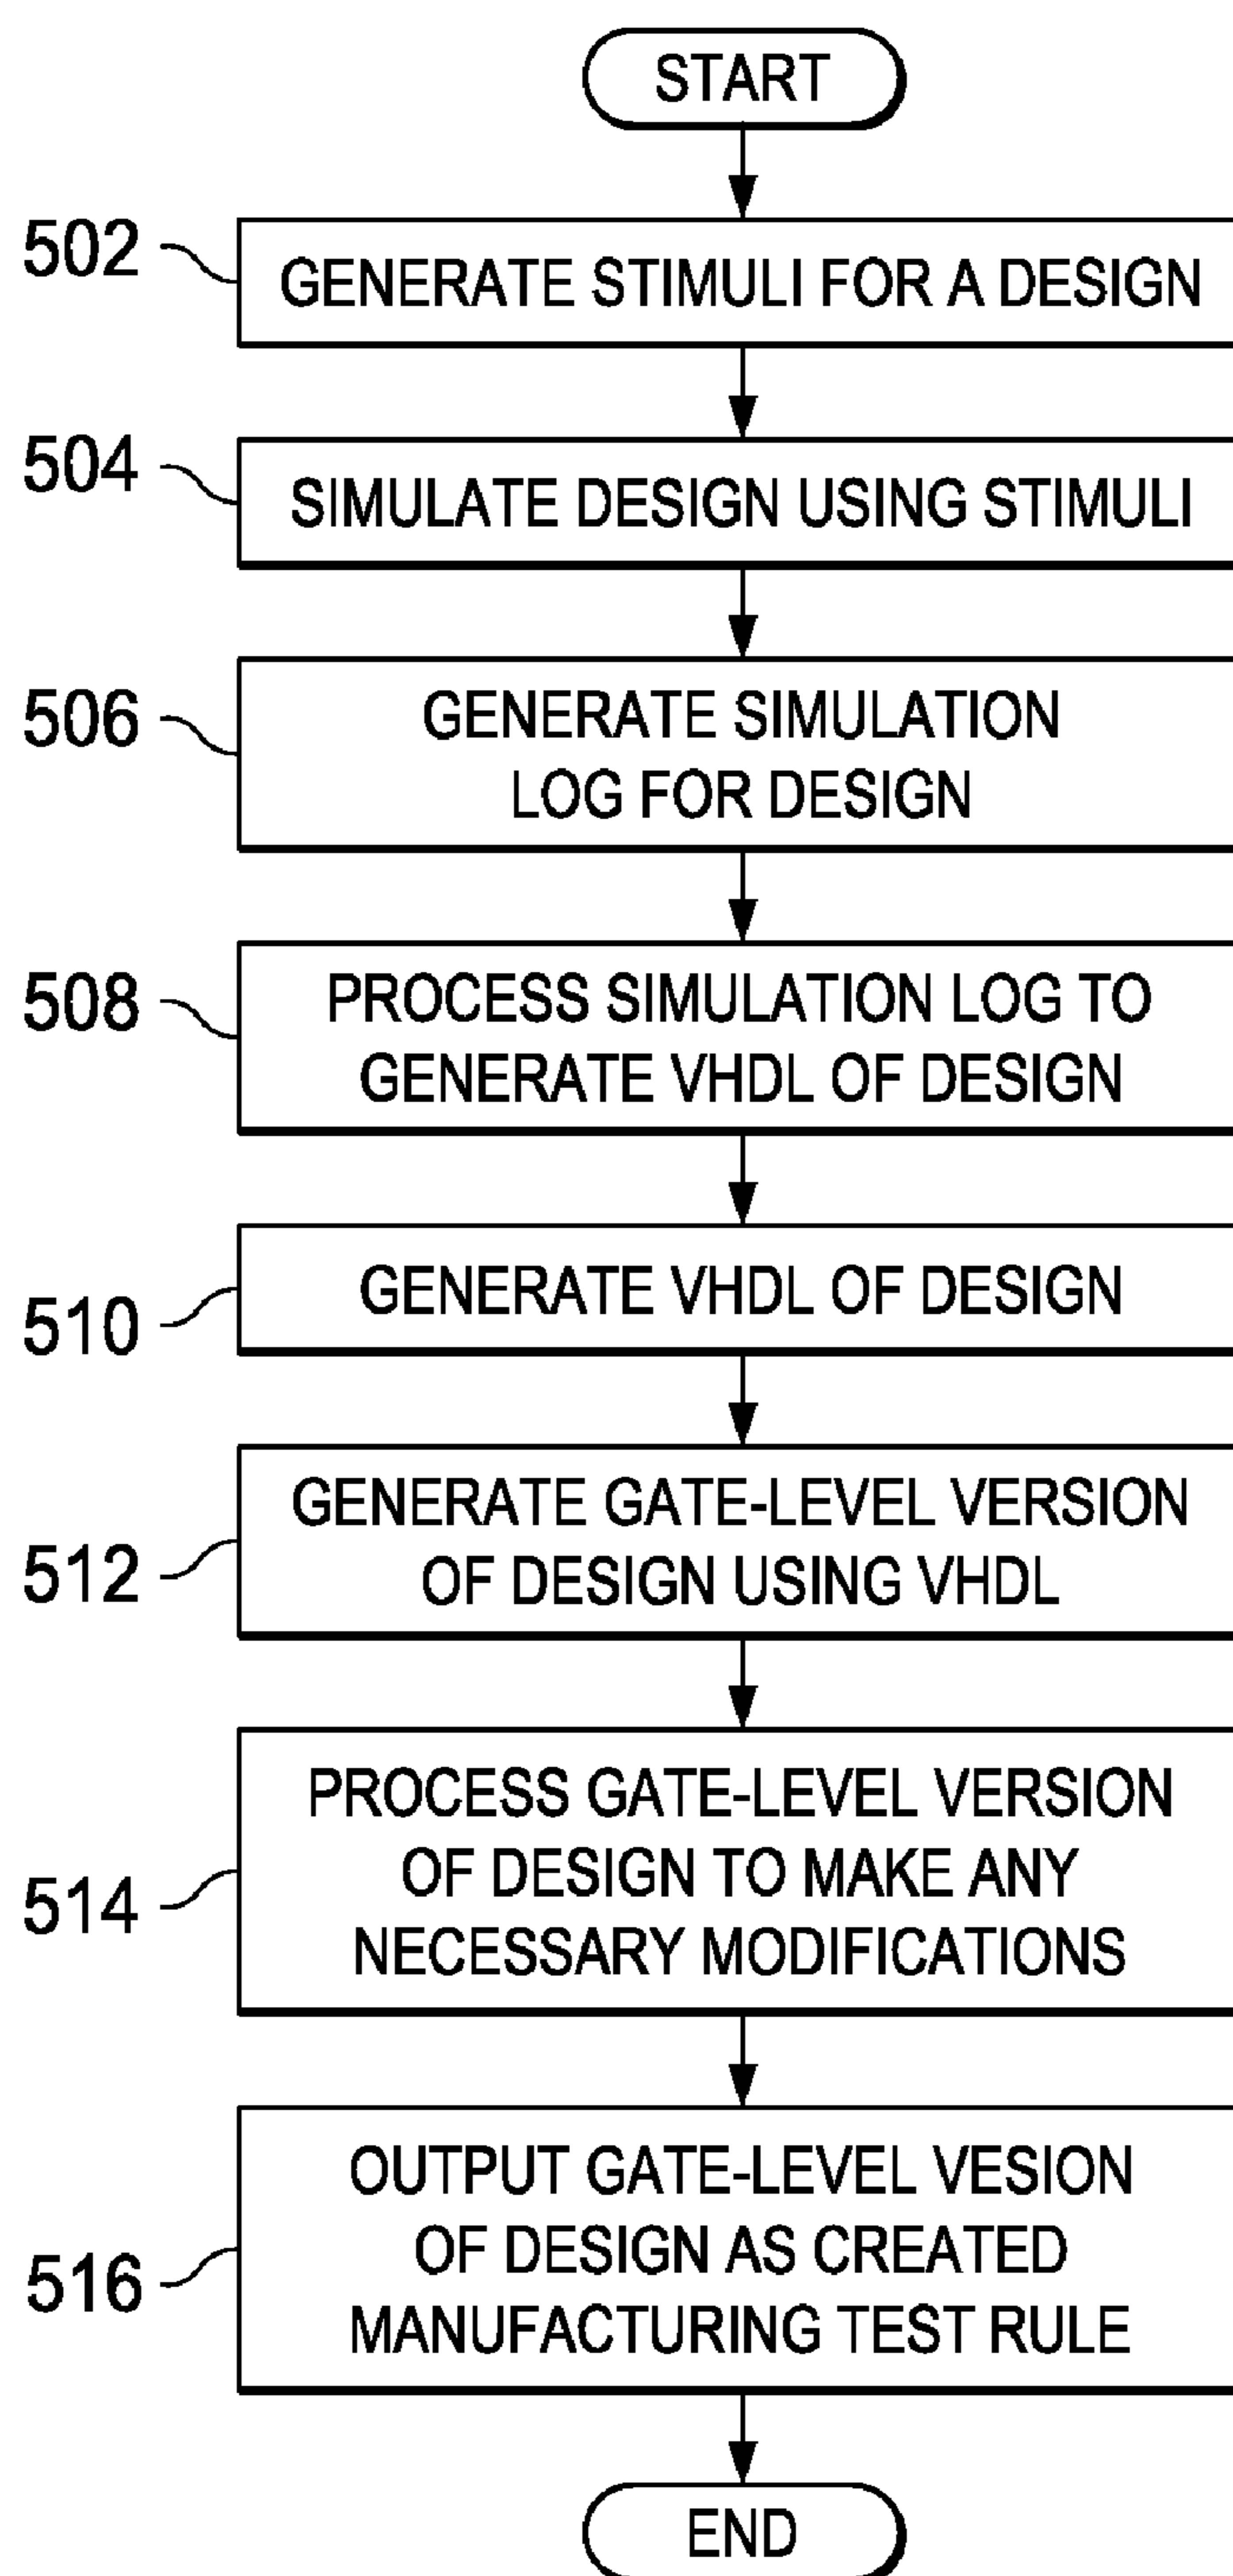 START
502
GENERATE STIMULI FOR A DESIGN
504
SIMULATE DESIGN USING STIMULI
506
GENERATE SIMULATION
LOG FOR DESIGN
508
PROCESS SIMULATION LOG TO
GENERATE VHDL OF DESIGN
510
GENERATE VHDL OF DESIGN
512
GENERATE GATE-LEVEL VERSION
OF DESIGN USING VHDL
514
PROCESS GATE-LEVEL VERSION
OF DESIGN TO MAKE ANY
NECESSARY MODIFICATIONS
516
OUTPUT GATE-LEVEL VESION
OF DESIGN AS CREATED
MANUFACTURING TEST RULE
END